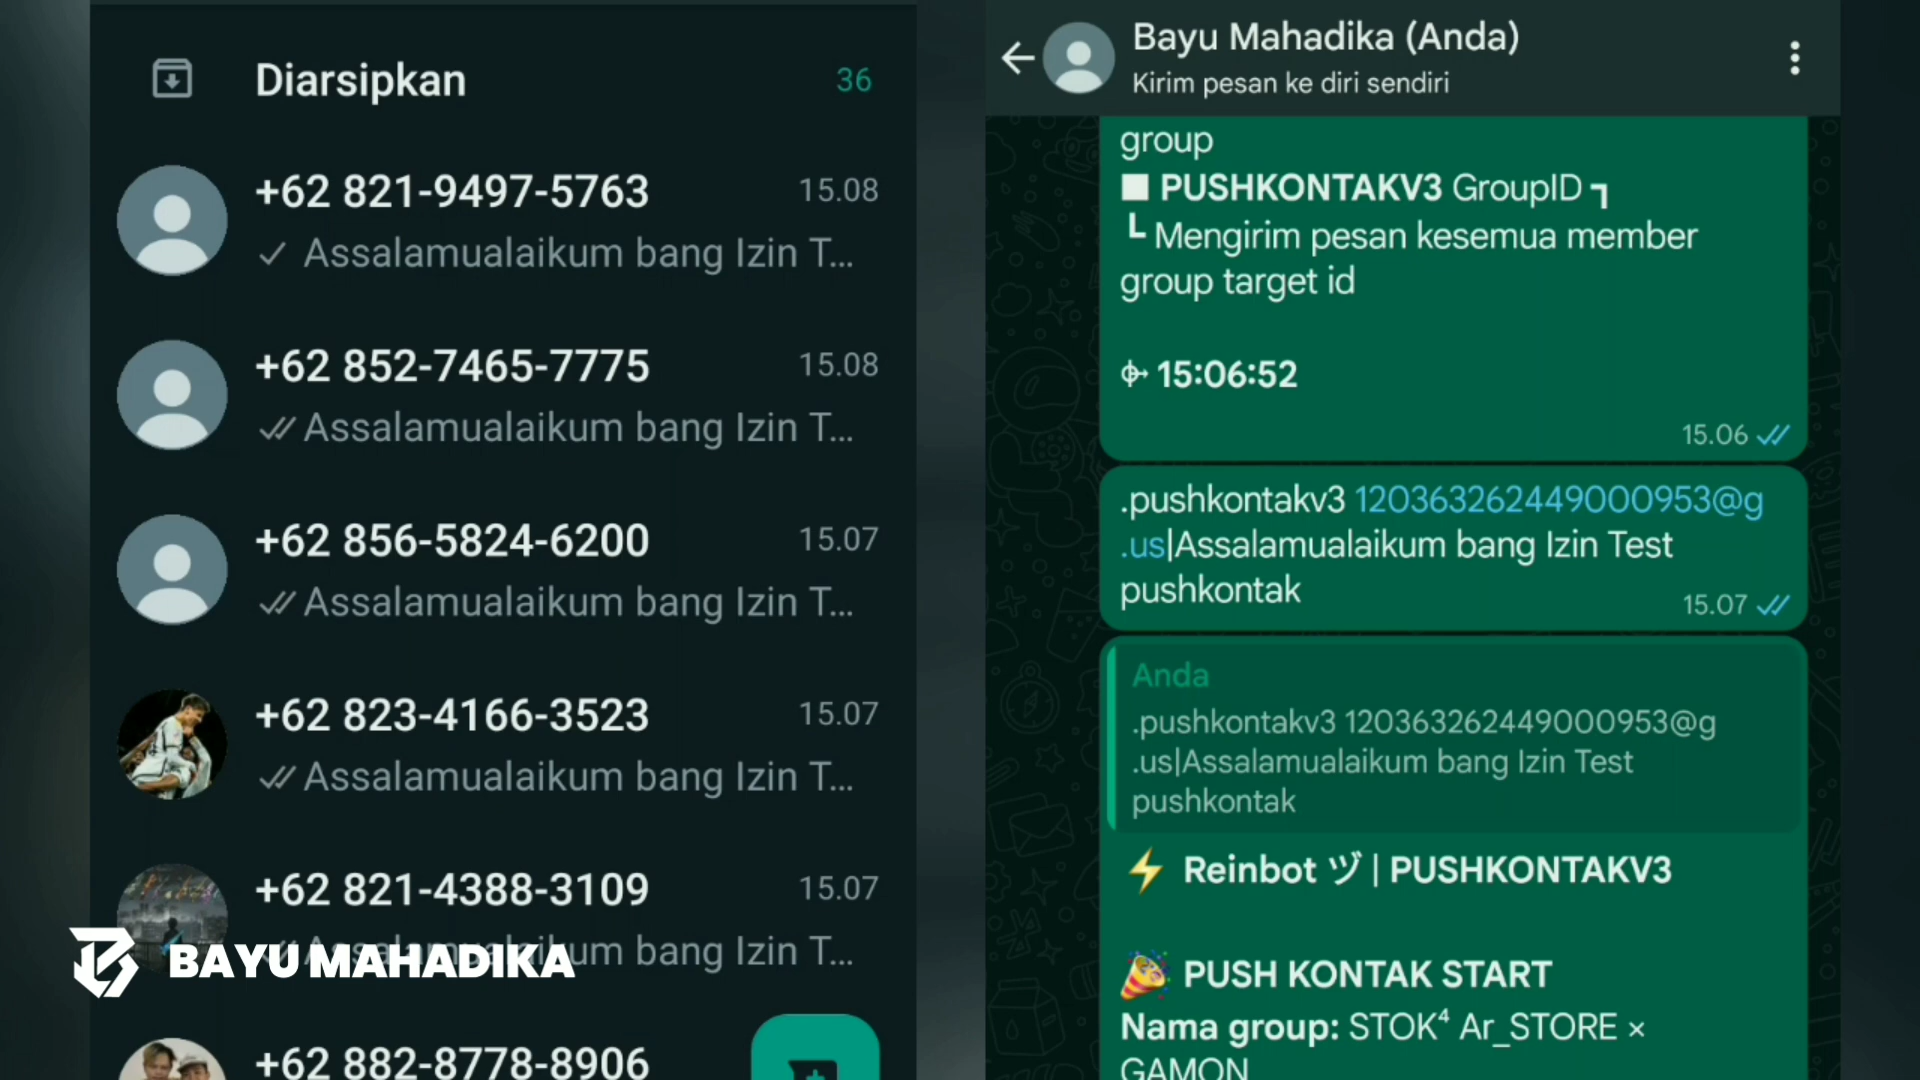 Diarsipkan
36
+62 821-9497-5763
15.08
Assalamualaikum bang Izin T...
+62 852-7465-7775
15.08
Assalamualaikum bang Izin T...
+62 856-5824-6200
15.07
Assalamualaikum bang Izin T...
+62 823-4166-3523
15.07
Assalamualaikum bang Izin T...
+62 821-4388-3109
15.07
Assalamualaikum bang Izin T...
BAYU MAHADIKA
+62 882-8778-8906
Bayu Mahadika (Anda)
Kirim pesan ke diri sendiri
group
PUSHKONTAKV3 GroupID
Mengirim pesan kesemua member
group target id
15:06:52
15.06
.pushkontakv3 120363262449000953@g
.us|Assalamualaikum bang Izin Test
pushkontak
15.07
Anda
.pushkontakv3 120363262449000953@g
.us|Assalamualaikum bang Izin Test
pushkontak
⚡ Reinbot ヅ | PUSHKONTAKV3
🎉 PUSH KONTAK START
Nama group: STOK⁴ Ar_STORE ×
GAMON